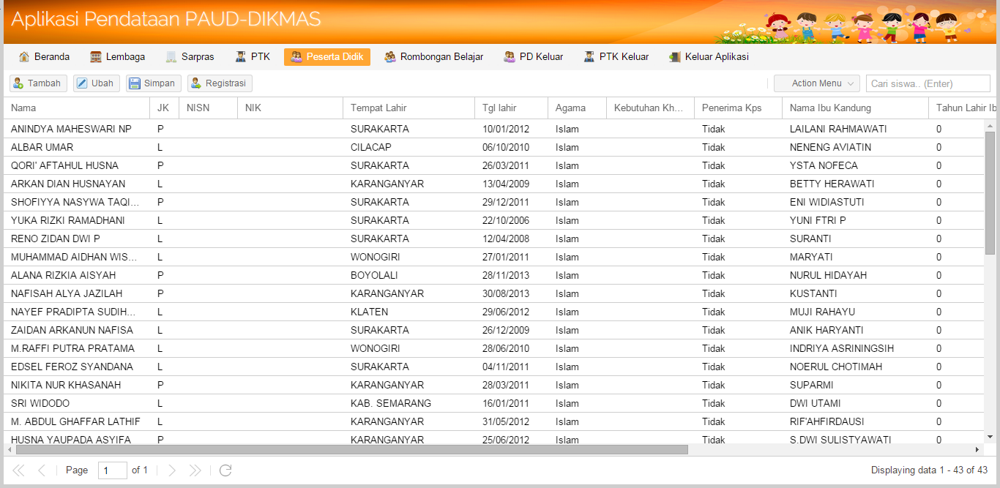 Aplikasi Pendataan PAUD-DIKMAS
Beranda Lembaga Sarpras PTK Peserta Didik Rombongan Belajar PD Keluar PTK Keluar Keluar Aplikasi
Tambah Ubah Simpan Registrasi Action Menu Cari siswa.. (Enter)
Nama JK NISN NIK Tempat Lahir Tgl lahir Agama Kebutuhan Kh... Penerima Kps Nama Ibu Kandung Tahun Lahir Ib
ANINDYA MAHESWARI NP P SURAKARTA 10/01/2012 Islam Tidak LAILANI RAHMAWATI 0
ALBAR UMAR L CILACAP 06/10/2010 Islam Tidak NENENG AVIATIN 0
QORI' AFTAHUL HUSNA P SURAKARTA 26/03/2011 Islam Tidak YSTA NOFECA 0
ARKAN DIAN HUSNAYAN L KARANGANYAR 13/04/2009 Islam Tidak BETTY HERAWATI 0
SHOFIYYA NASYWA TAQI... P SURAKARTA 29/12/2011 Islam Tidak ENI WIDIASTUTI 0
YUKA RIZKI RAMADHANI L SURAKARTA 22/10/2006 Islam Tidak YUNI FTRI P 0
RENO ZIDAN DWI P L SURAKARTA 12/04/2008 Islam Tidak SURANTI 0
MUHAMMAD AIDHAN WIS... L WONOGIRI 27/01/2011 Islam Tidak MARYATI 0
ALANA RIZKIA AISYAH P BOYOLALI 28/11/2013 Islam Tidak NURUL HIDAYAH 0
NAFISAH ALYA JAZILAH P KARANGANYAR 30/08/2013 Islam Tidak KUSTANTI 0
NAYEF PRADIPTA SUDIH... L KLATEN 29/06/2012 Islam Tidak MUJI RAHAYU 0
ZAIDAN ARKANUN NAFISA L SURAKARTA 26/12/2009 Islam Tidak ANIK HARYANTI 0
M.RAFFI PUTRA PRATAMA L WONOGIRI 28/06/2010 Islam Tidak INDRIYA ASRININGSIH 0
EDSEL FEROZ SYANDANA L SURAKARTA 04/11/2011 Islam Tidak NOERUL CHOTIMAH 0
NIKITA NUR KHASANAH P KARANGANYAR 28/03/2011 Islam Tidak SUPARMI 0
SRI WIDODO L KAB. SEMARANG 16/01/2011 Islam Tidak DWI UTAMI 0
M. ABDUL GHAFFAR LATHIF L KARANGANYAR 31/05/2012 Islam Tidak RIF'AHFIRDAUSI 0
HUSNA YAUPADA ASYIFA P KARANGANYAR 25/06/2012 Islam Tidak S.DWI SULISTYAWATI 0
Page 1 of 1 Displaying data 1 - 43 of 43